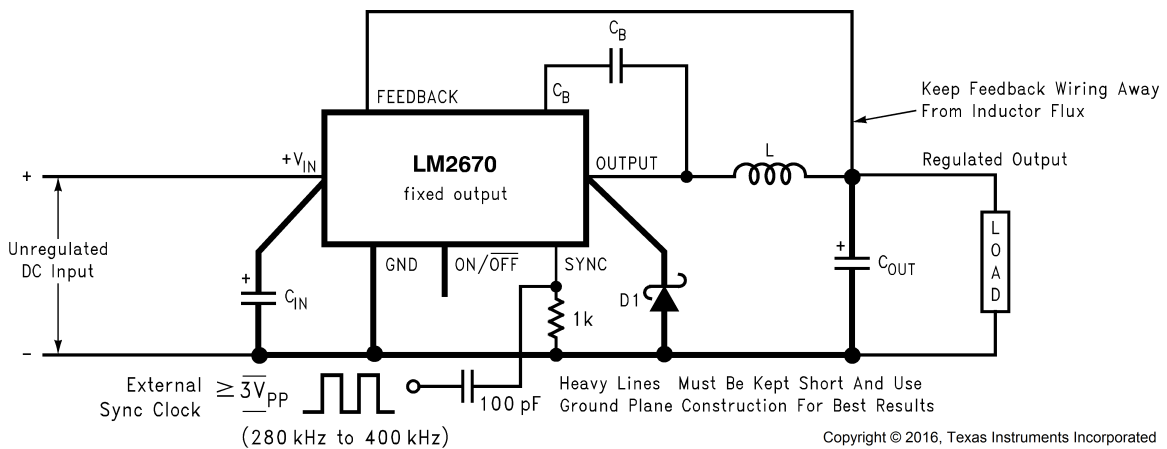 C_B
FEEDBACK
C_B
Keep Feedback Wiring Away
From Inductor Flux
+V_IN
LM2670
fixed output
OUTPUT
L
Regulated Output
+
Unregulated
DC Input
-
+
C_IN
GND
ON/O̅F̅F̅
SYNC
1k
D1
+
C_OUT
LOAD
External
Sync Clock
≥ 3V_PP
(280 kHz to 400 kHz)
100 pF
Heavy Lines Must Be Kept Short And Use
Ground Plane Construction For Best Results
Copyright © 2016, Texas Instruments Incorporated